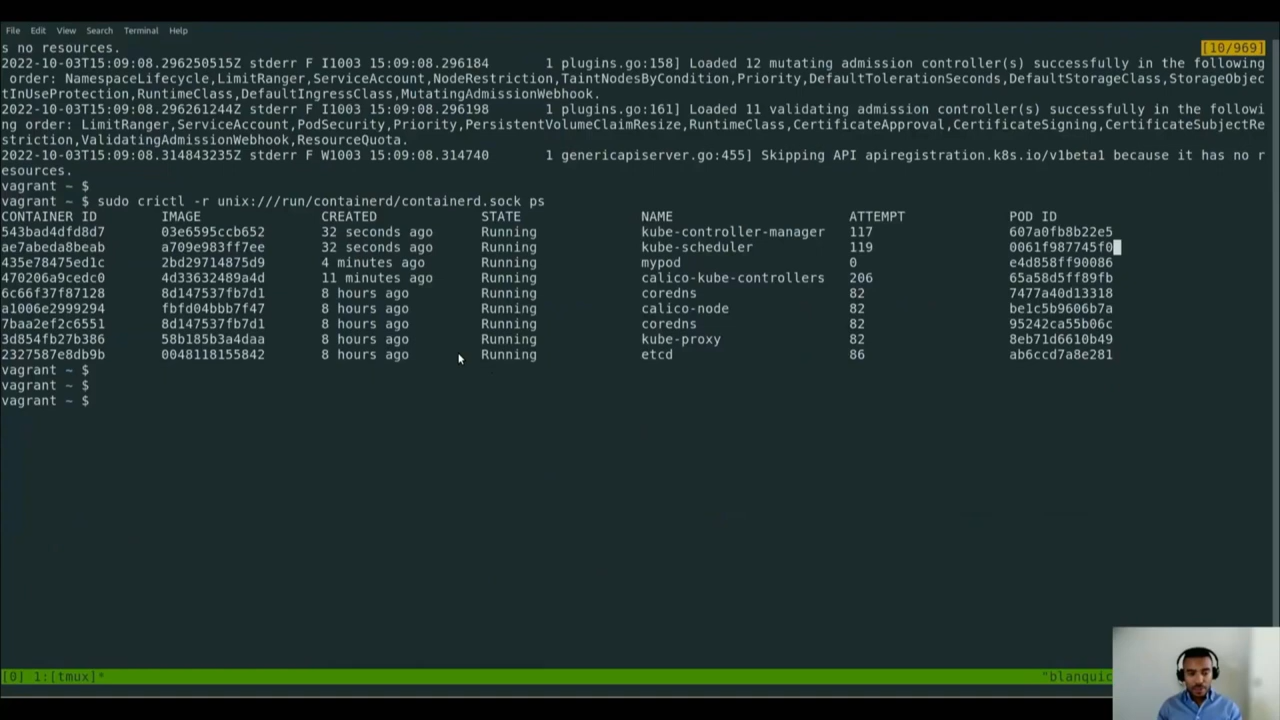 File Edit View Search Terminal Help
s no resources. [10/969]
2022-10-03T15:09:08.296250515Z stderr F I1003 15:09:08.296184 1 plugins.go:158] Loaded 12 mutating admission controller(s) successfully in the following
order: NamespaceLifecycle,LimitRanger,ServiceAccount,NodeRestriction,TaintNodesByCondition,Priority,DefaultTolerationSeconds,DefaultStorageClass,StorageObjec
tInUseProtection,RuntimeClass,DefaultIngressClass,MutatingAdmissionWebhook.
2022-10-03T15:09:08.296261244Z stderr F I1003 15:09:08.296198 1 plugins.go:161] Loaded 11 validating admission controller(s) successfully in the followi
ng order: LimitRanger,ServiceAccount,PodSecurity,Priority,PersistentVolumeClaimResize,RuntimeClass,CertificateApproval,CertificateSigning,CertificateSubjectRe
striction,ValidatingAdmissionWebhook,ResourceQuota.
2022-10-03T15:09:08.314843235Z stderr F W1003 15:09:08.314740 1 genericapiserver.go:455] Skipping API apiregistration.k8s.io/v1beta1 because it has no r
esources.
vagrant ~ $
vagrant ~ $ sudo crictl -r unix:///run/containerd/containerd.sock ps
CONTAINER ID IMAGE CREATED STATE NAME ATTEMPT POD ID
543bad4dfd8d7 03e6595ccb652 32 seconds ago Running kube-controller-manager 117 607a0fb8b22e5
ae7abeda8beab a709e983ff7ee 32 seconds ago Running kube-scheduler 119 0061f987745f0
435e78475ed1c 2bd29714875d9 4 minutes ago Running mypod 0 e4d858ff90086
470206a9cedc0 4d33632489a4d 11 minutes ago Running calico-kube-controllers 206 65a58d5ff89fb
6c66f37f87128 8d147537fb7d1 8 hours ago Running coredns 82 7477a40d13318
a1006e2999294 fbfd04bbb7f47 8 hours ago Running calico-node 82 be1c5b9606b7a
7baa2ef2c6551 8d147537fb7d1 8 hours ago Running coredns 82 95242ca55b06c
3d854fb27b386 58b185b3a4daa 8 hours ago Running kube-proxy 82 8eb71d6610b49
2327587e8db9b 0048118155842 8 hours ago Running etcd 86 ab6ccd7a8e281
vagrant ~ $
vagrant ~ $
vagrant ~ $
[0] 1:[tmux]* "blanquic